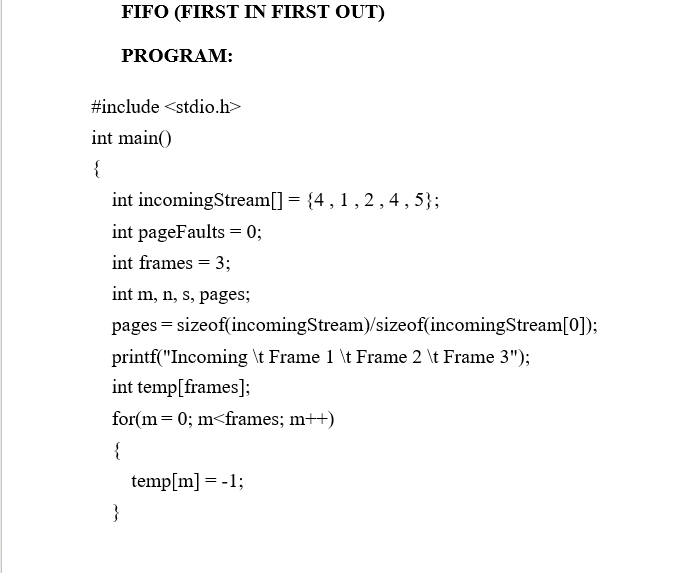 FIFO (FIRST IN FIRST OUT)
PROGRAM:
#include <stdio.h>
int main()
{
int incomingStream[] = {4 , 1 , 2 , 4 , 5};
int pageFaults = 0;
int frames = 3;
int m, n, s, pages;
pages = sizeof(incomingStream)/sizeof(incomingStream[0]);
printf("Incoming \t Frame 1 \t Frame 2 \t Frame 3");
int temp[frames];
for(m = 0; m<frames; m++)
{
temp[m] = -1;
}